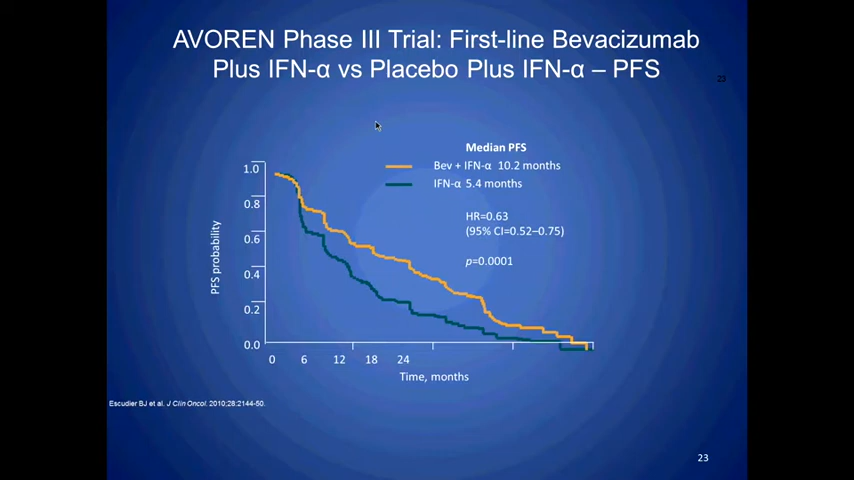 AVOREN Phase III Trial: First-line Bevacizumab
Plus IFN-α vs Placebo Plus IFN-α – PFS
23
Median PFS
Bev + IFN-α 10.2 months
IFN-α 5.4 months
HR=0.63
(95% CI=0.52–0.75)
p=0.0001
PFS probability
1.0
0.8
0.6
0.4
0.2
0.0
0 6 12 18 24
Time, months
Escudier BJ et al. J Clin Oncol. 2010;28:2144-50.
23